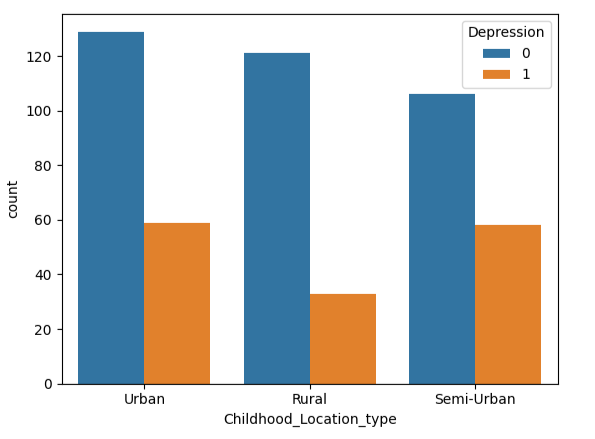 Depression
0
1
120
100
80
60
40
20
0
count
Urban Rural Semi-Urban
Childhood_Location_type